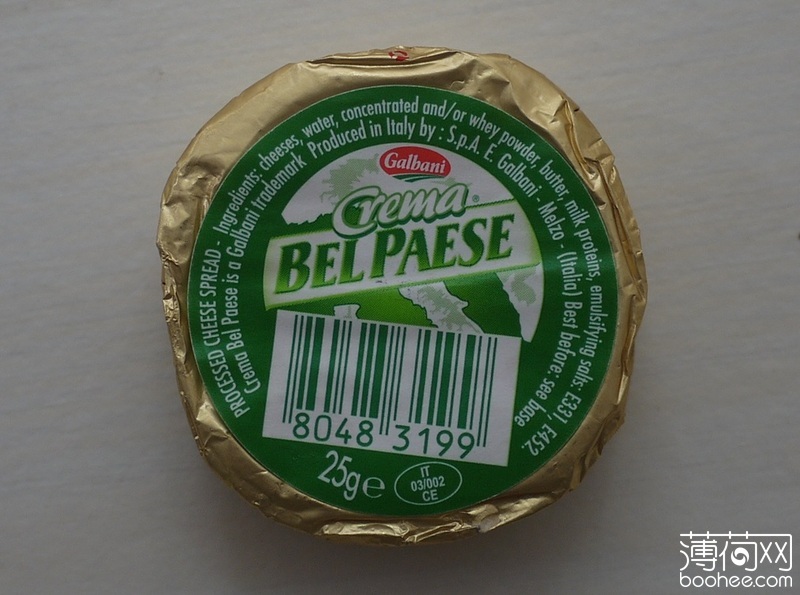 PROCESSED CHEESE SPREAD - Ingredients: cheeses, water, concentrated and/or whey powder, butter, milk proteins, emulsifying salts: E331, E452.
Crema Bel Paese is a Galbani trademark Produced in Italy by : S.p.A. E. Galbani - Melzo - (Italia) Best before: see base
Galbani
Crema®
BEL PAESE
8048 3199
25g e
IT
03/002
CE
薄荷网
boohee.com